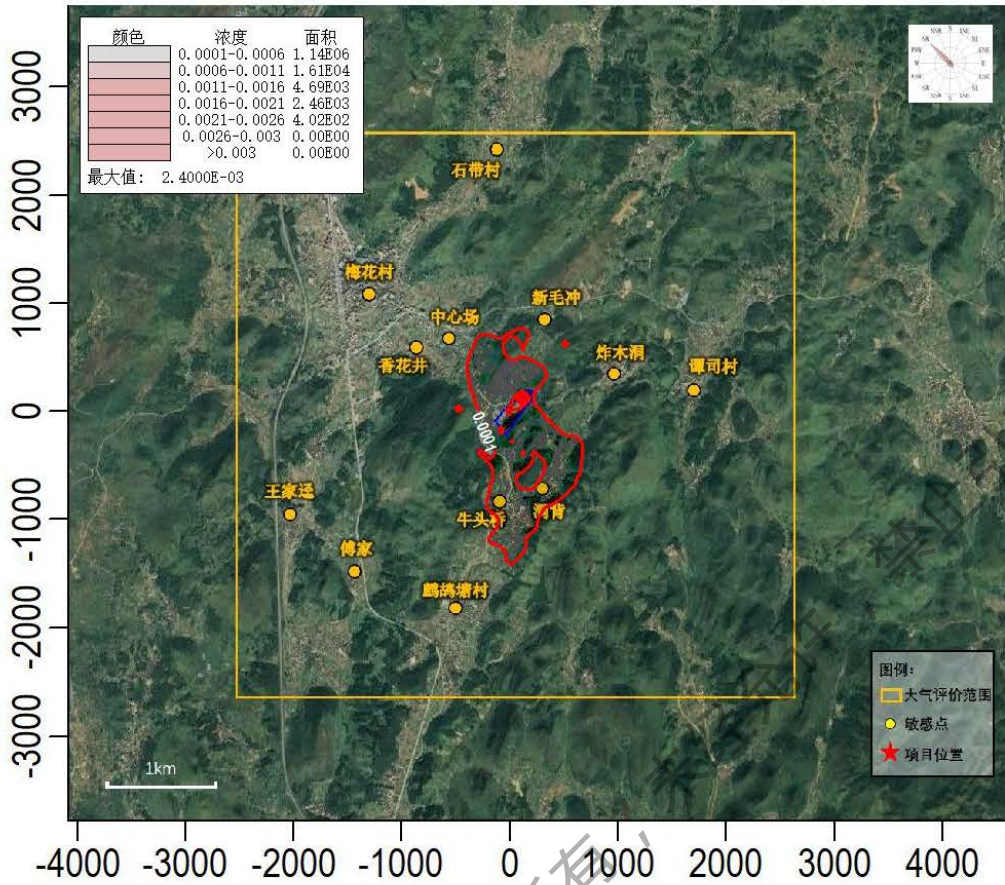 颜色 浓度 面积
0.0001-0.0006 1.14E06
0.0006-0.0011 1.61E04
0.0011-0.0016 4.69E03
0.0016-0.0021 2.46E03
0.0021-0.0026 4.02E02
0.0026-0.003 0.00E00
>0.003 0.00E00
最大值: 2.4000E-03
石带村
梅花村
新毛冲
中心场
香花井
炸木洞
谭司村
0.0001
王家迳
牛头桥
洞背
傅家
鹧鸪塘村
图例:
大气评价范围
敏感点
项目位置
1km
3000
2000
1000
0
-1000
-2000
-3000
-4000 -3000 -2000 -1000 0 1000 2000 3000 4000